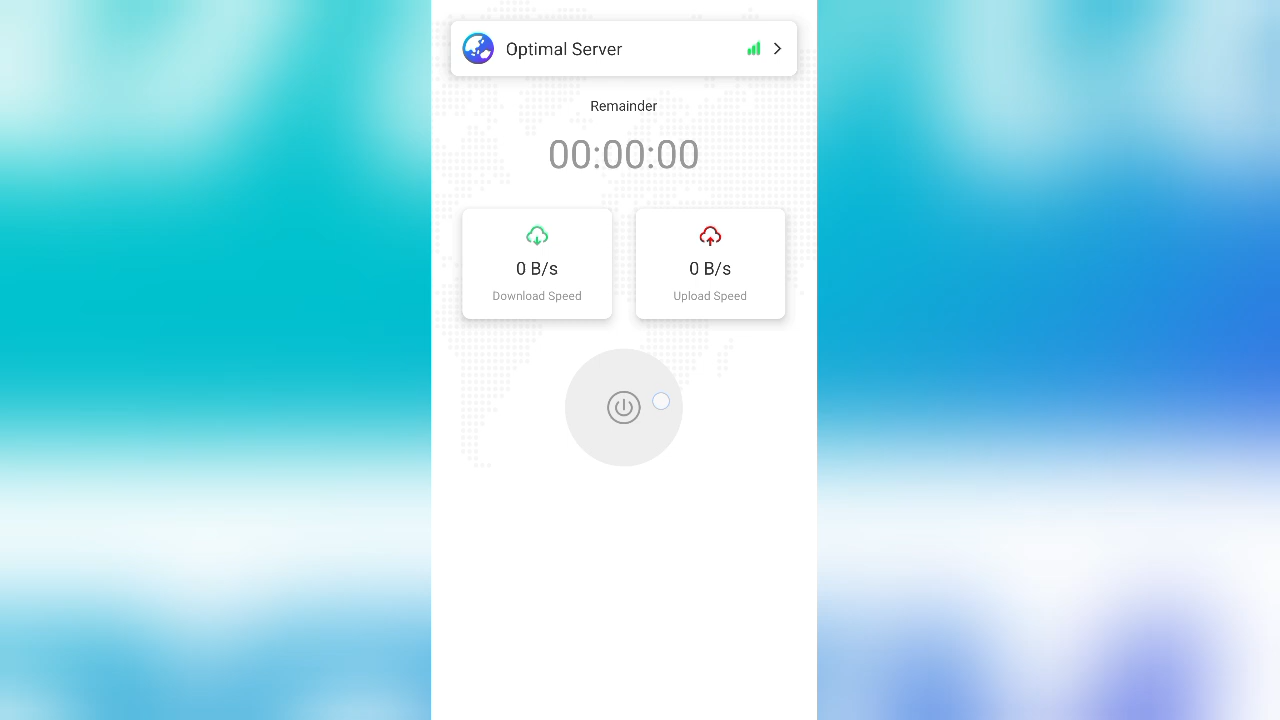 Optimal Server
Remainder
00:00:00
0 B/s
Download Speed
0 B/s
Upload Speed